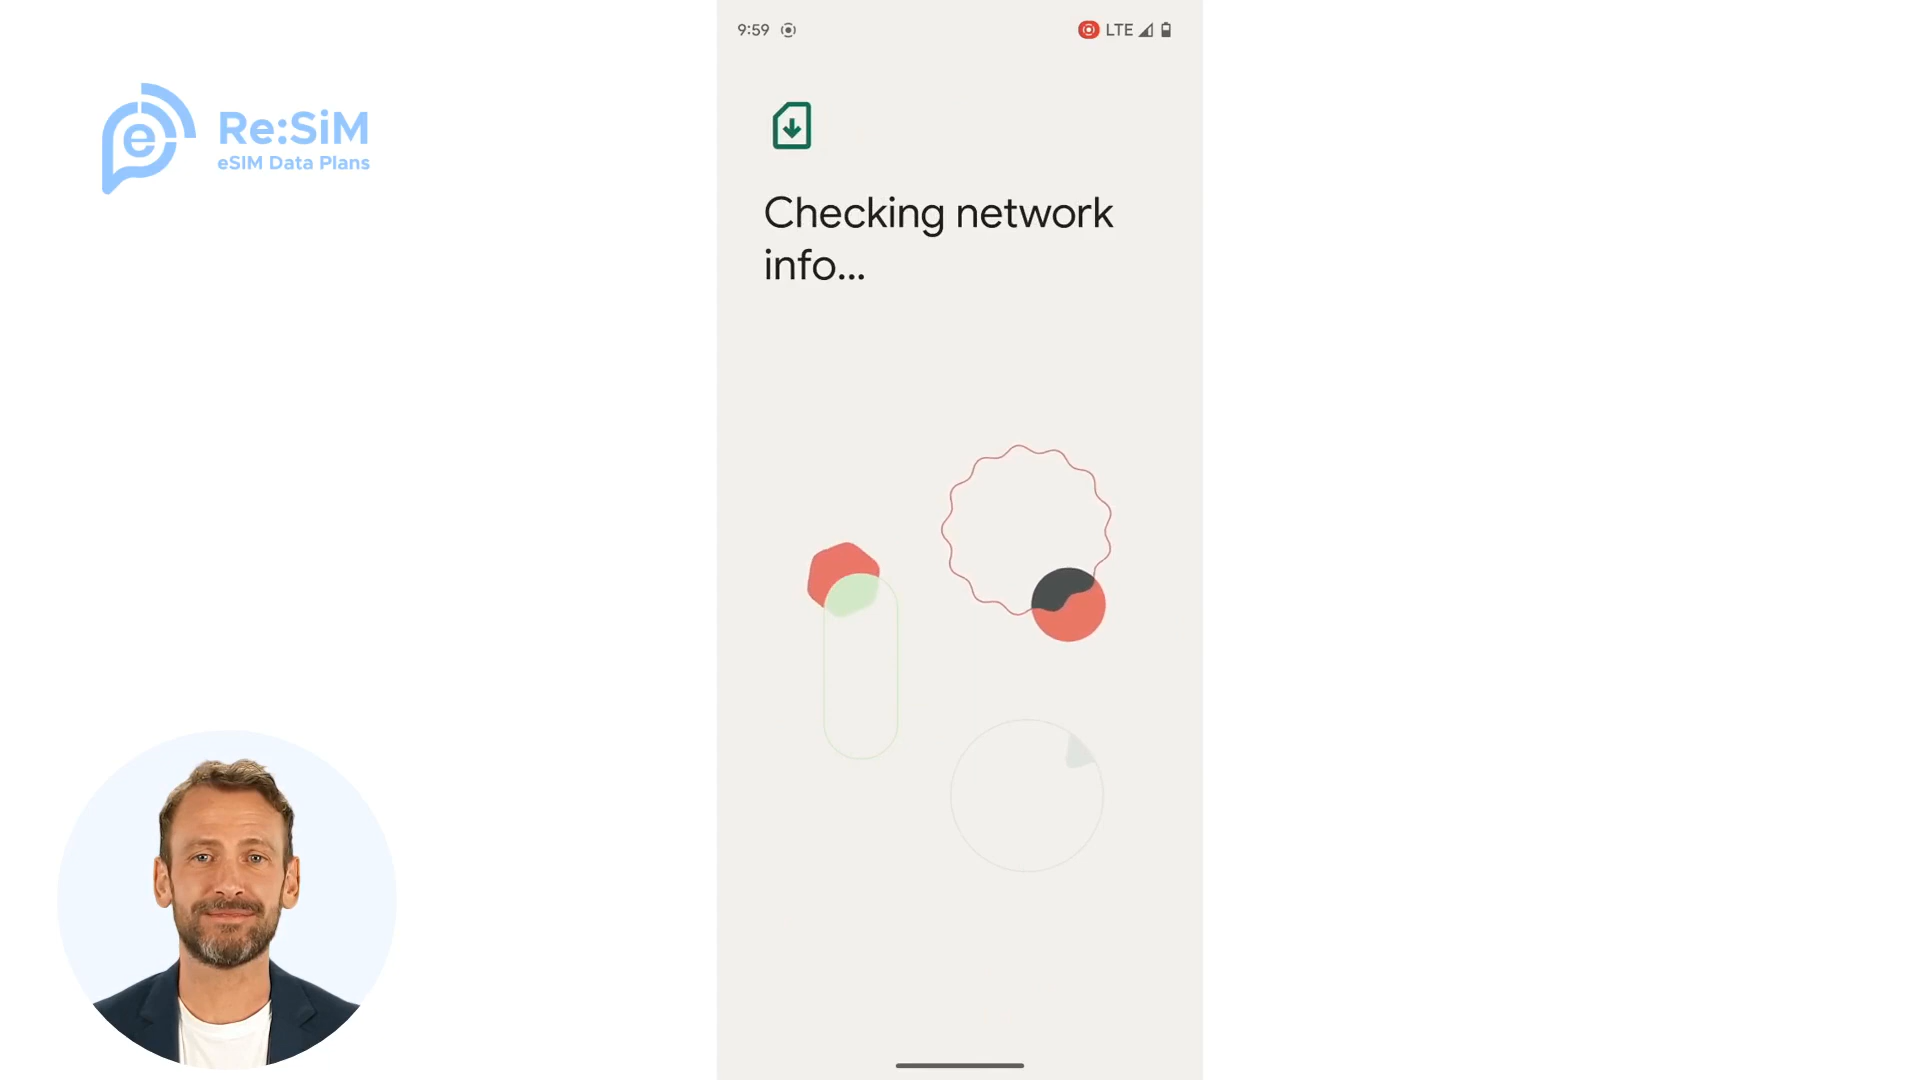 9:59
LTE
e
Re:SiM
eSIM Data Plans
Checking network
info...